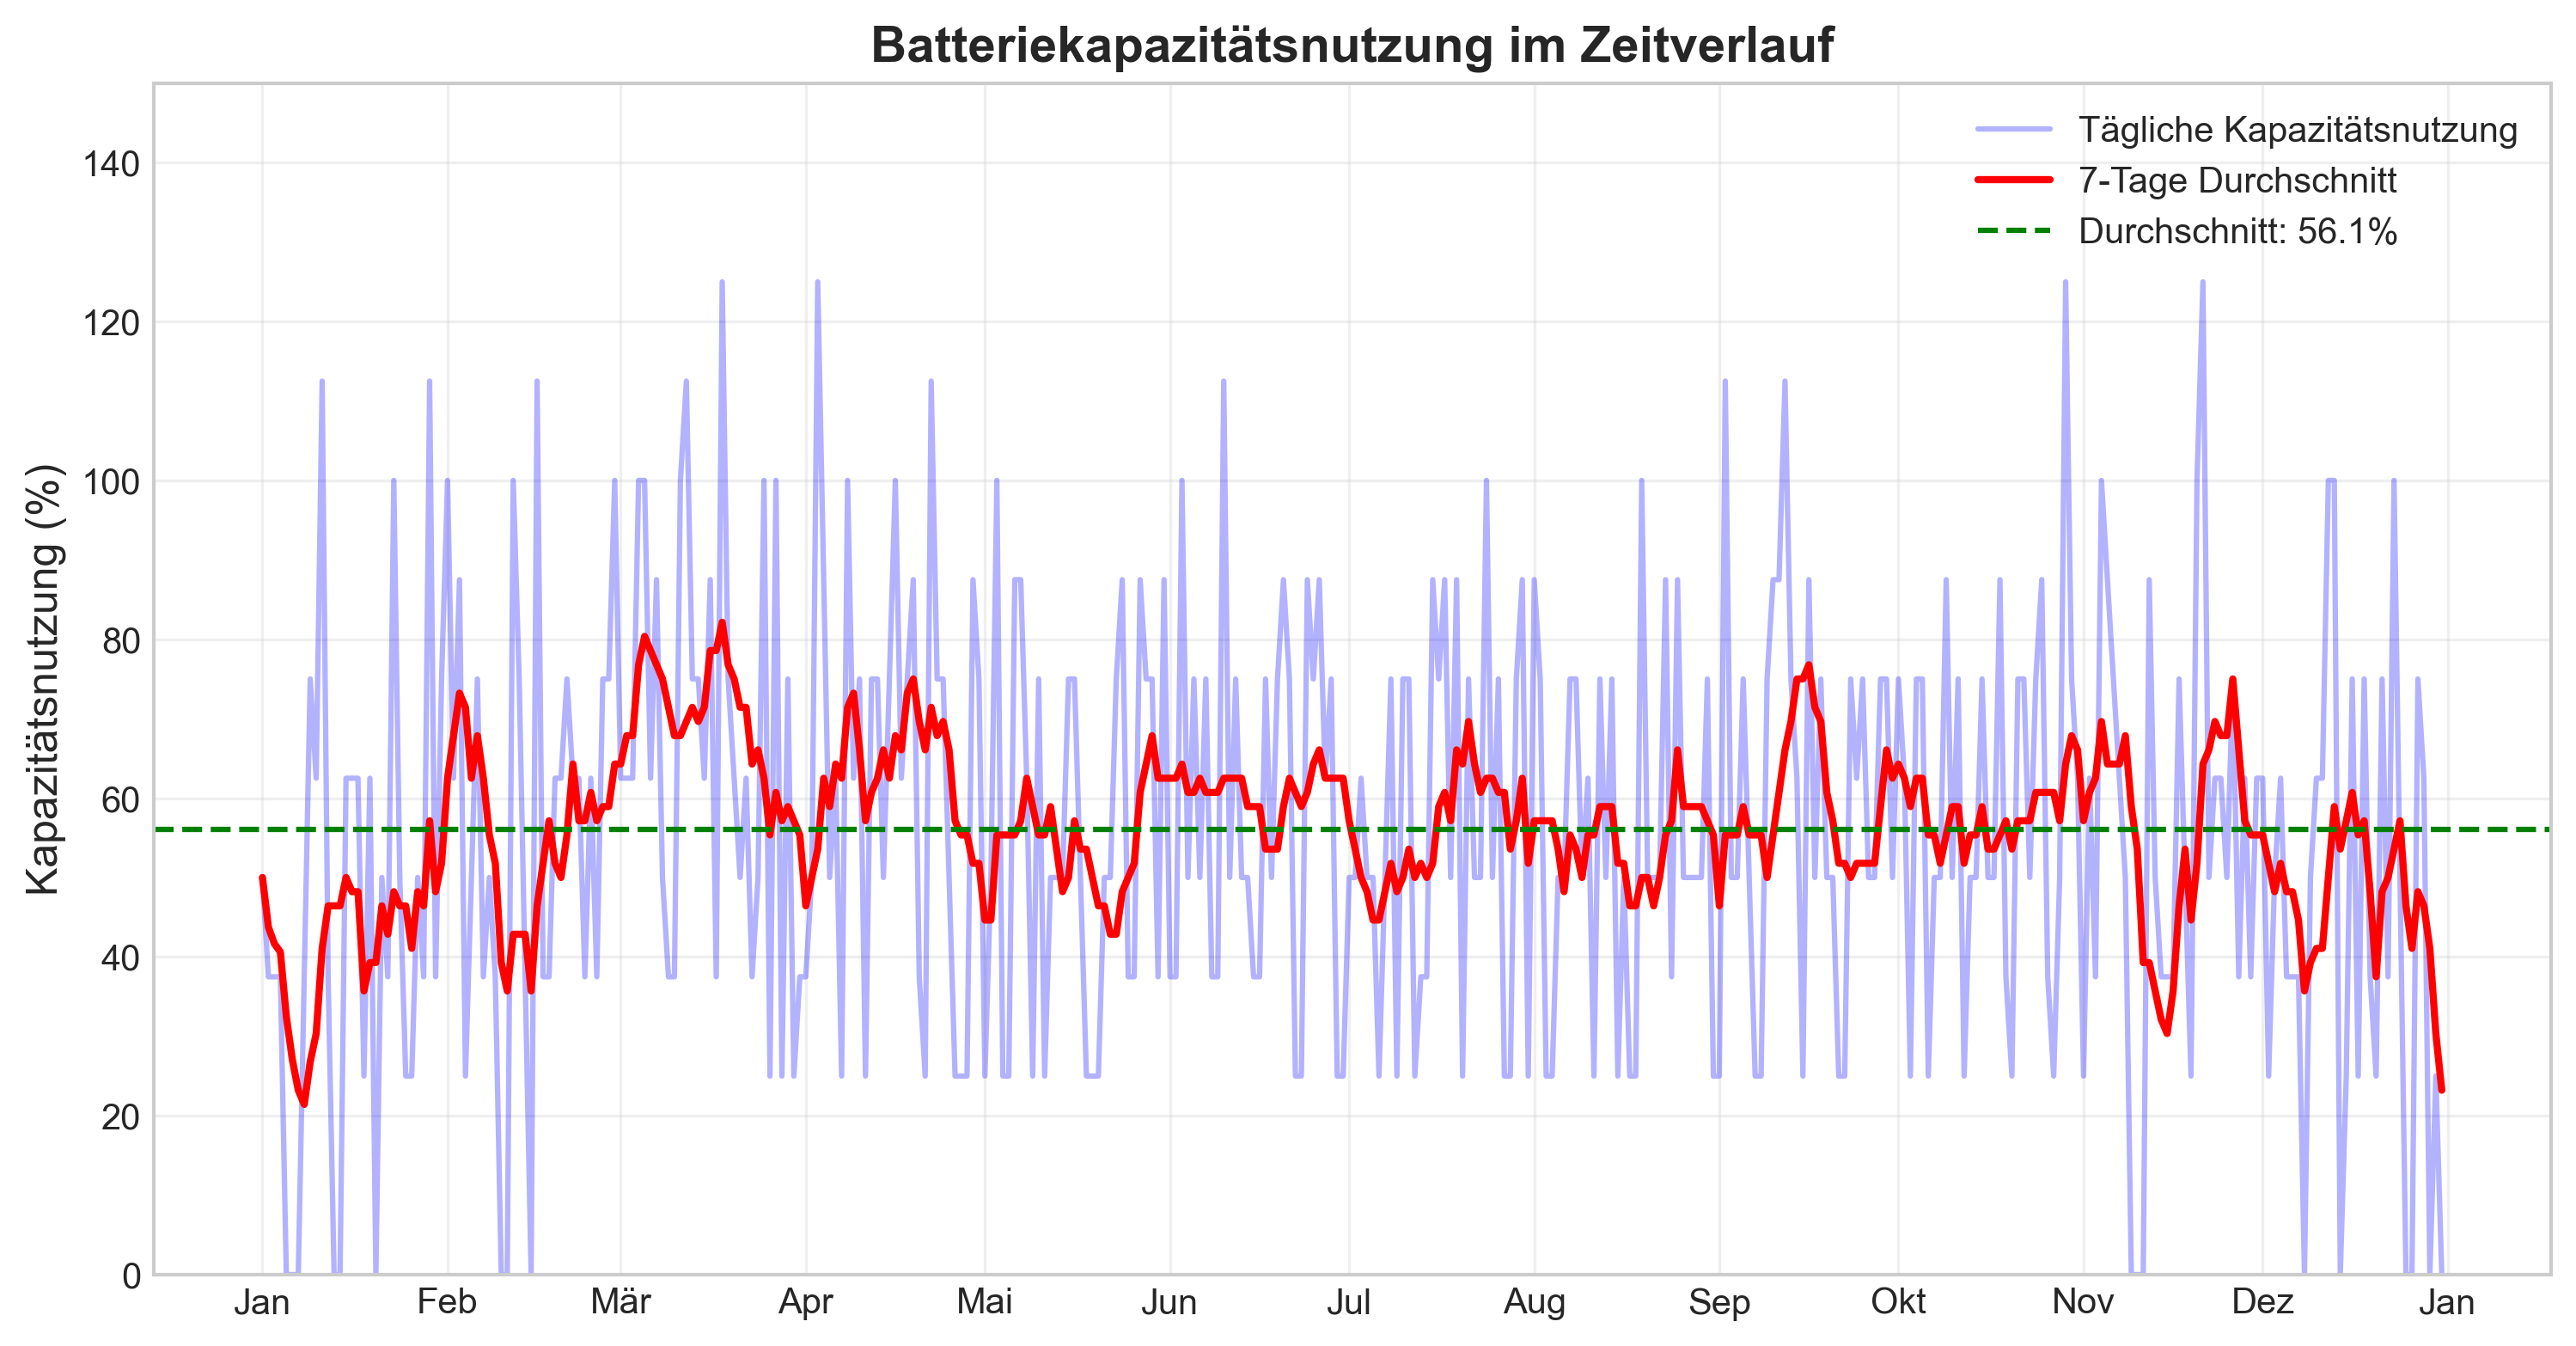 Batteriekapazitätsnutzung im Zeitverlauf
Tägliche Kapazitätsnutzung
7-Tage Durchschnitt
Durchschnitt: 56.1%
Kapazitätsnutzung (%)
140
120
100
80
60
40
20
0
Jan Feb Mär Apr Mai Jun Jul Aug Sep Okt Nov Dez Jan